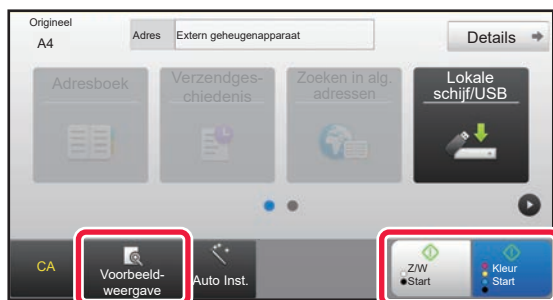 Origineel
A4
Adres
Extern geheugenapparaat
Details
Adresboek
Verzendges-
chiedenis
Zoeken in alg.
adressen
Lokale
schijf/USB
CA
Voorbeeld-
weergave
Auto Inst.
Z/W
Start
Kleur
Start